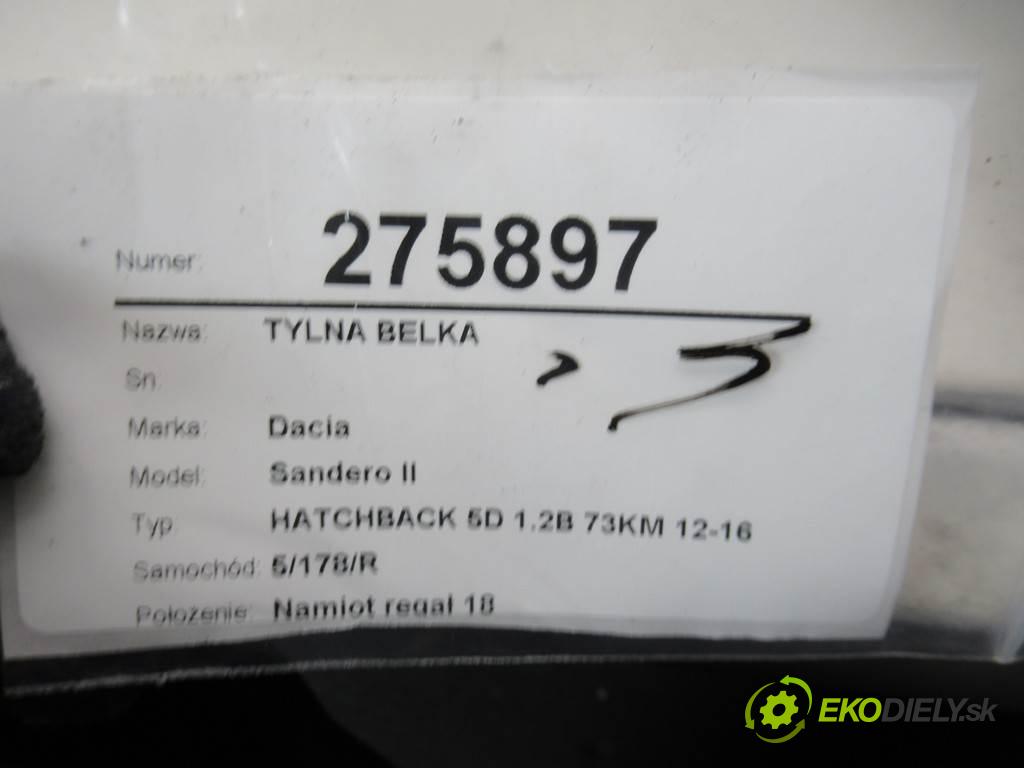 Numer: 275897
Nazwa: TYLNA BELKA
Sn:
Marka: Dacia
Model: Sandero II
Typ: HATCHBACK 5D 1.2B 73KM 12-16
Samochód: 5/178/R
Położenie: Namiot regał 18
EKODIELY.sk